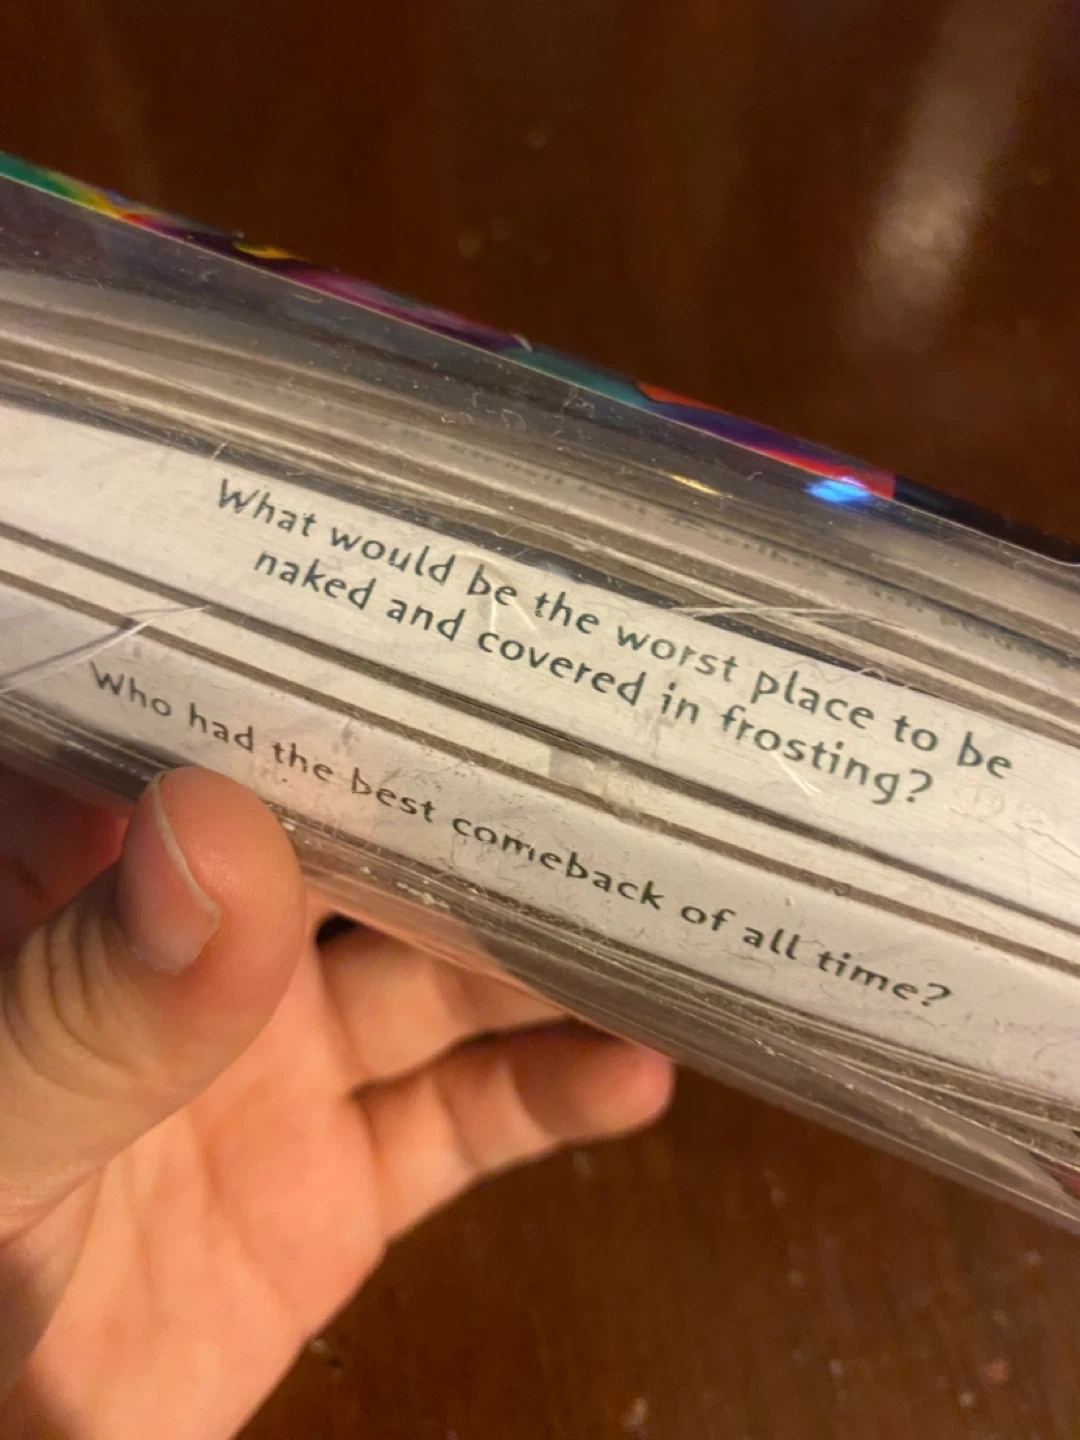 What would be the worst place to be
naked and covered in frosting?
Who had the best comeback of all time?